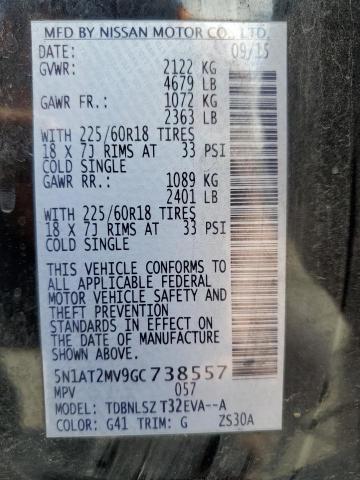 MFD BY NISSAN MOTOR CO., LTD.
DATE: 09/15
GVWR: 2122 KG
4679 LB
GAWR FR.: 1072 KG
2363 LB
WITH 225/60R18 TIRES
18 X 7J RIMS AT 33 PSI
COLD SINGLE
GAWR RR.: 1089 KG
2401 LB
WITH 225/60R18 TIRES
18 X 7J RIMS AT 33 PSI
COLD SINGLE
THIS VEHICLE CONFORMS TO
ALL APPLICABLE FEDERAL
MOTOR VEHICLE SAFETY AND
THEFT PREVENTION
STANDARDS IN EFFECT ON
THE DATE OF MANUFACTURE
SHOWN ABOVE.
5N1AT2MV9GC738557
MPV 057
MODEL: TDBNLSZ T32EVA--A
COLOR: G41 TRIM: G ZS30A